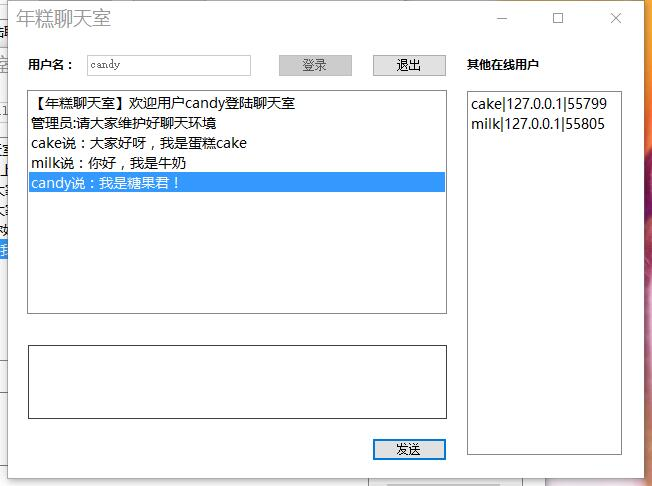 年糕聊天室
用户名： candy 登录 退出 其他在线用户
【年糕聊天室】欢迎用户candy登陆聊天室
管理员:请大家维护好聊天环境
cake说：大家好呀，我是蛋糕cake
milk说：你好，我是牛奶
candy说：我是糖果君！
cake|127.0.0.1|55799
milk|127.0.0.1|55805
发送